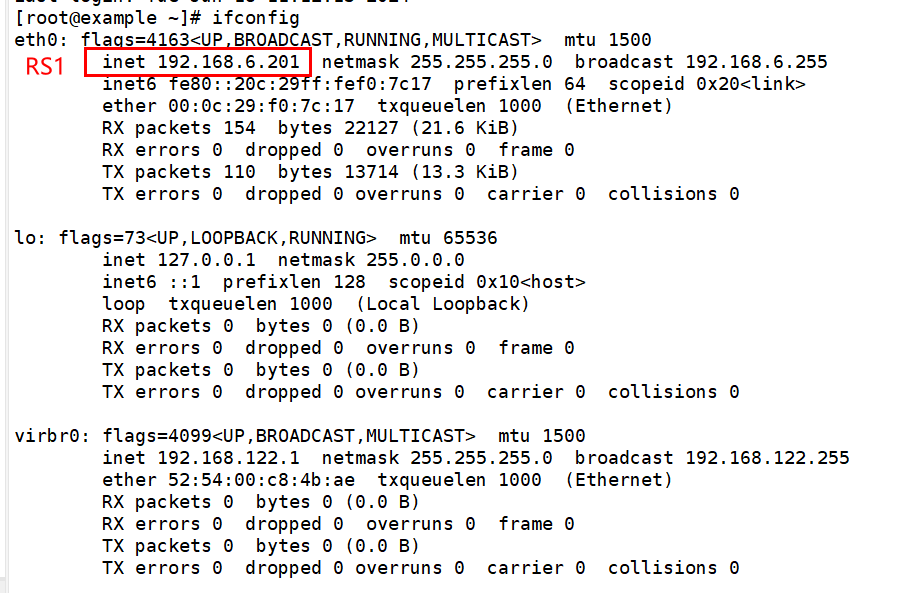 [root@example ~]# ifconfig
eth0: flags=4163<UP,BROADCAST,RUNNING,MULTICAST>  mtu 1500
RS1 inet 192.168.6.201  netmask 255.255.255.0  broadcast 192.168.6.255
inet6 fe80::20c:29ff:fef0:7c17  prefixlen 64  scopeid 0x20<link>
ether 00:0c:29:f0:7c:17  txqueuelen 1000  (Ethernet)
RX packets 154  bytes 22127 (21.6 KiB)
RX errors 0  dropped 0  overruns 0  frame 0
TX packets 110  bytes 13714 (13.3 KiB)
TX errors 0  dropped 0 overruns 0  carrier 0  collisions 0
lo: flags=73<UP,LOOPBACK,RUNNING>  mtu 65536
inet 127.0.0.1  netmask 255.0.0.0
inet6 ::1  prefixlen 128  scopeid 0x10<host>
loop  txqueuelen 1000  (Local Loopback)
RX packets 0  bytes 0 (0.0 B)
RX errors 0  dropped 0  overruns 0  frame 0
TX packets 0  bytes 0 (0.0 B)
TX errors 0  dropped 0 overruns 0  carrier 0  collisions 0
virbr0: flags=4099<UP,BROADCAST,MULTICAST>  mtu 1500
inet 192.168.122.1  netmask 255.255.255.0  broadcast 192.168.122.255
ether 52:54:00:c8:4b:ae  txqueuelen 1000  (Ethernet)
RX packets 0  bytes 0 (0.0 B)
RX errors 0  dropped 0  overruns 0  frame 0
TX packets 0  bytes 0 (0.0 B)
TX errors 0  dropped 0 overruns 0  carrier 0  collisions 0